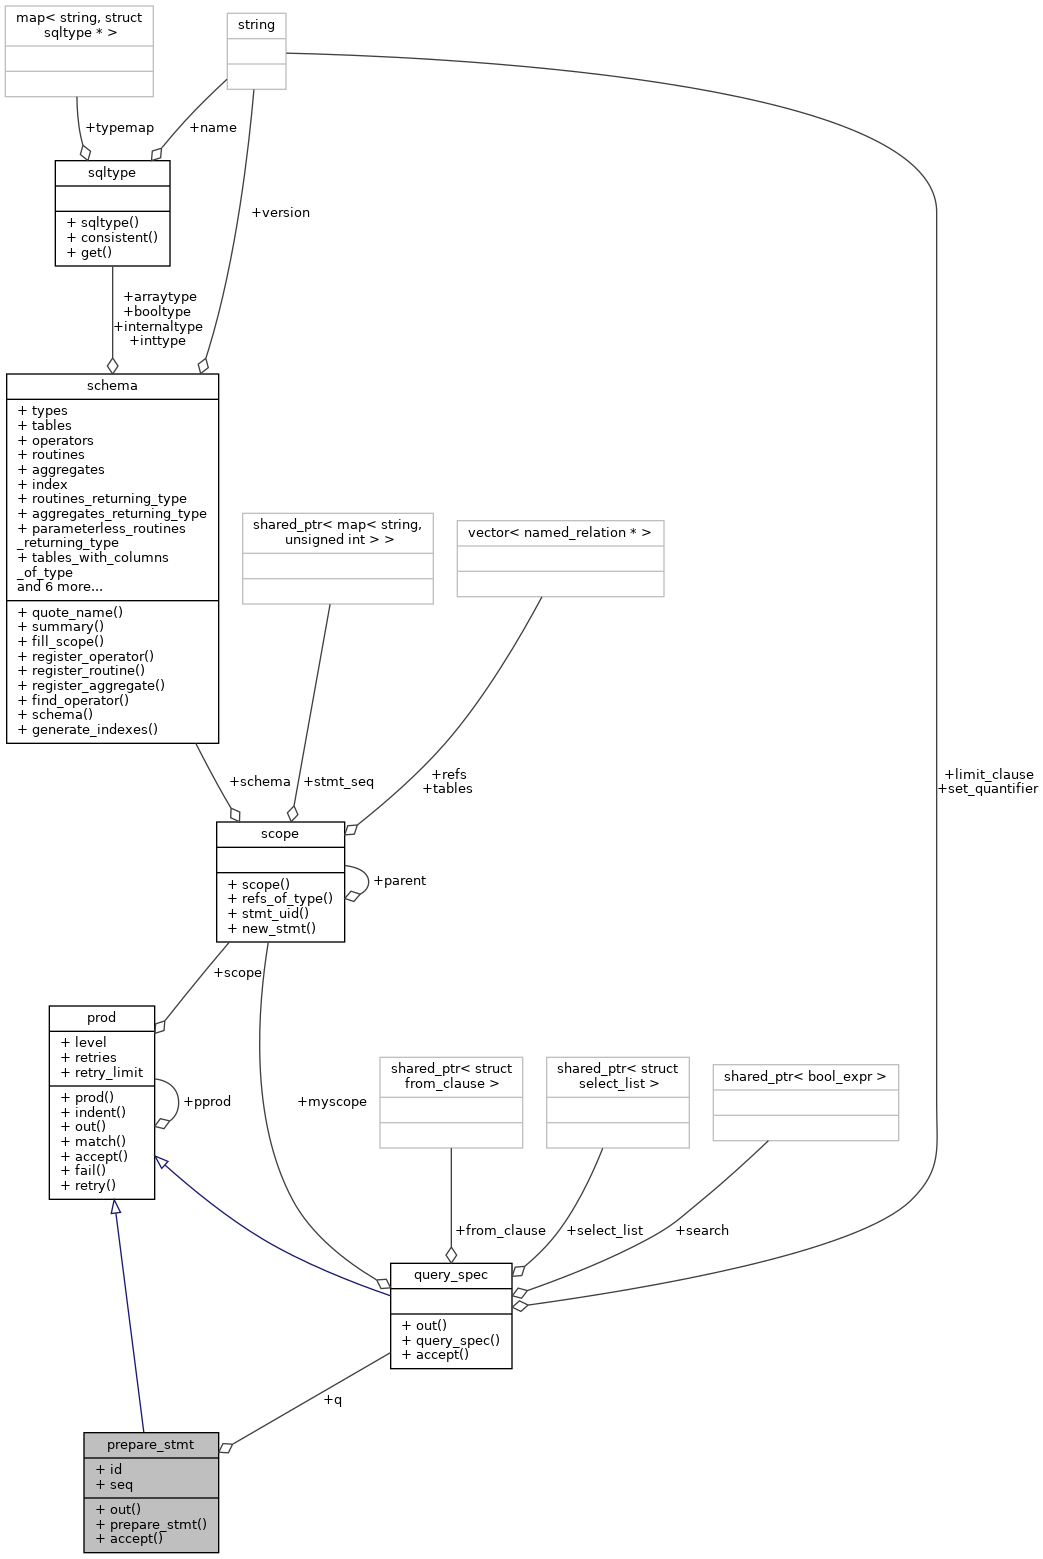 map< string, struct
sqltype * >
string
+typemap
+name
sqltype
+ sqltype()
+ consistent()
+ get()
+version
+arraytype
+booltype
+internaltype
+inttype
schema
+ types
+ tables
+ operators
+ routines
+ aggregates
+ index
+ routines_returning_type
+ aggregates_returning_type
+ parameterless_routines
_returning_type
+ tables_with_columns
_of_type
and 6 more...
+ quote_name()
+ summary()
+ fill_scope()
+ register_operator()
+ register_routine()
+ register_aggregate()
+ find_operator()
+ schema()
+ generate_indexes()
shared_ptr< map< string,
unsigned int > >
vector< named_relation * >
+schema
+stmt_seq
+refs
+tables
+limit_clause
+set_quantifier
scope
+ scope()
+ refs_of_type()
+ stmt_uid()
+ new_stmt()
+parent
+scope
prod
+ level
+ retries
+ retry_limit
+ prod()
+ indent()
+ out()
+ match()
+ accept()
+ fail()
+ retry()
+pprod
+myscope
shared_ptr< struct
from_clause >
shared_ptr< struct
select_list >
shared_ptr< bool_expr >
+from_clause
+select_list
+search
query_spec
+ out()
+ query_spec()
+ accept()
+q
prepare_stmt
+ id
+ seq
+ out()
+ prepare_stmt()
+ accept()